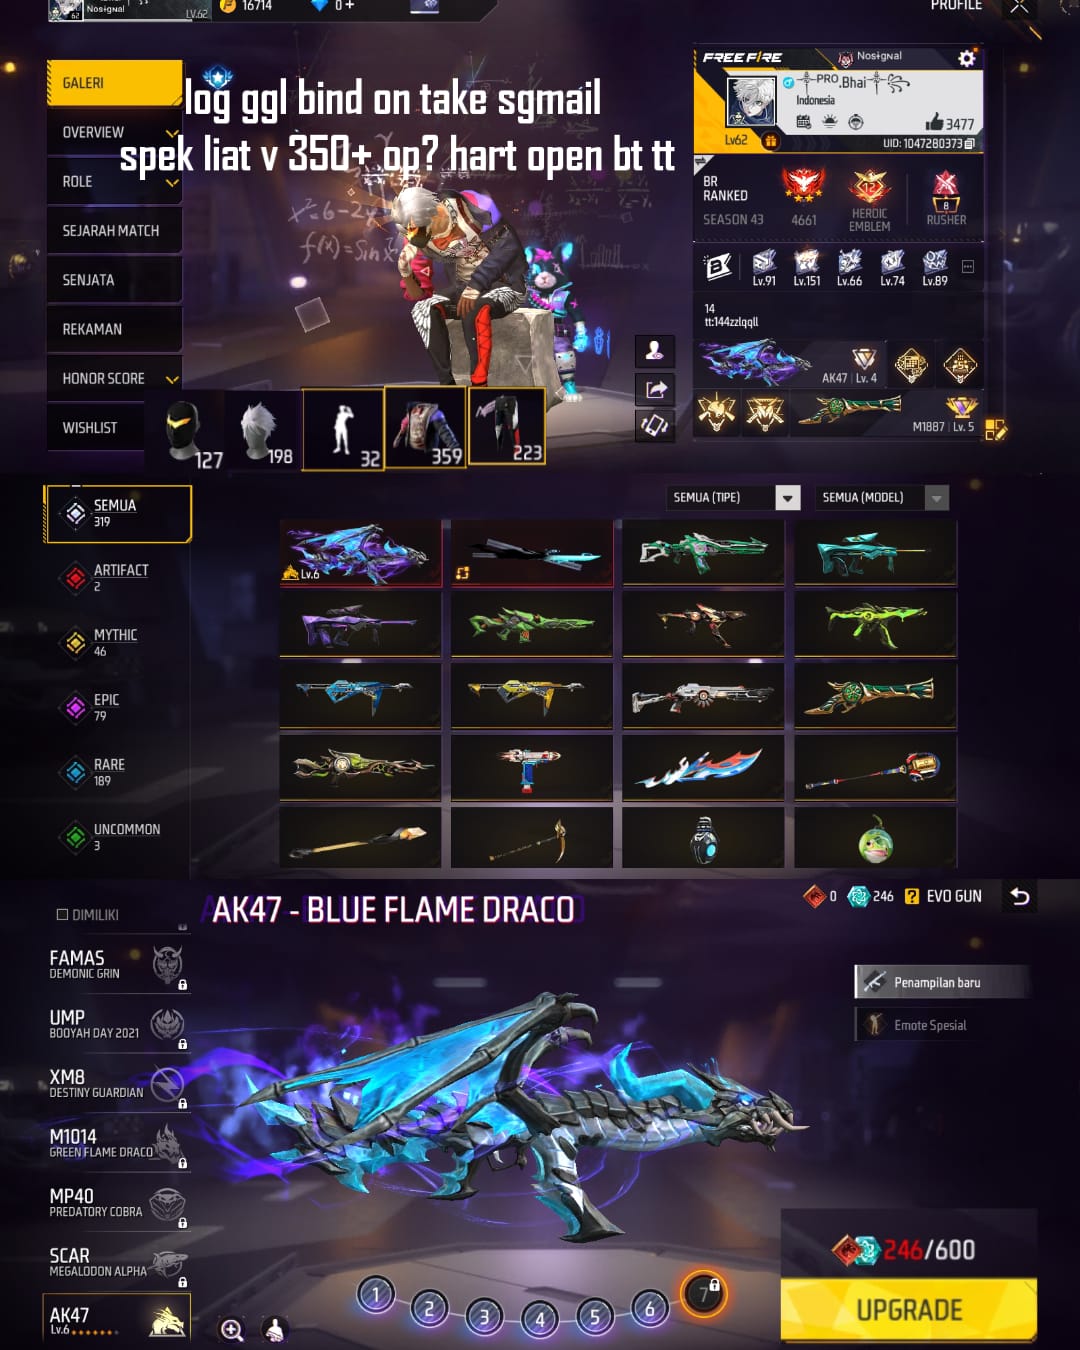 Nosignal
LV.62
16714
0 +
PROFILE
GALERI
OVERVIEW
ROLE
SEJARAH MATCH
SENJATA
REKAMAN
HONOR SCORE
WISHLIST
log ggl bind on take sgmail
spek liat v 350+ op? hart open bt tt
127
198
32
359
223
FREE FIRE
Nosignal
PRO.Bhai
Indonesia
Lv62
3477
UID: 1047280373
BR RANKED
SEASON 43
4661
12
HEROIC EMBLEM
8
RUSHER
Lv.91
Lv.151
Lv.66
Lv.74
Lv.89
14
tt:144zzlqqll
AK47 | Lv. 4
M1887 | Lv. 5
SEMUA
319
ARTIFACT
2
MYTHIC
46
EPIC
79
RARE
189
UNCOMMON
3
SEMUA (TIPE)
SEMUA (MODEL)
Lv.6
AK47 - BLUE FLAME DRACO
0
246
? EVO GUN
DIMILIKI
FAMAS
DEMONIC GRIN
UMP
BOOYAH DAY 2021
XM8
DESTINY GUARDIAN
M1014
GREEN FLAME DRACO
MP40
PREDATORY COBRA
SCAR
MEGALODON ALPHA
AK47
Lv.6
Penampilan baru
Emote Spesial
1
2
3
4
5
6
7
246/600
UPGRADE